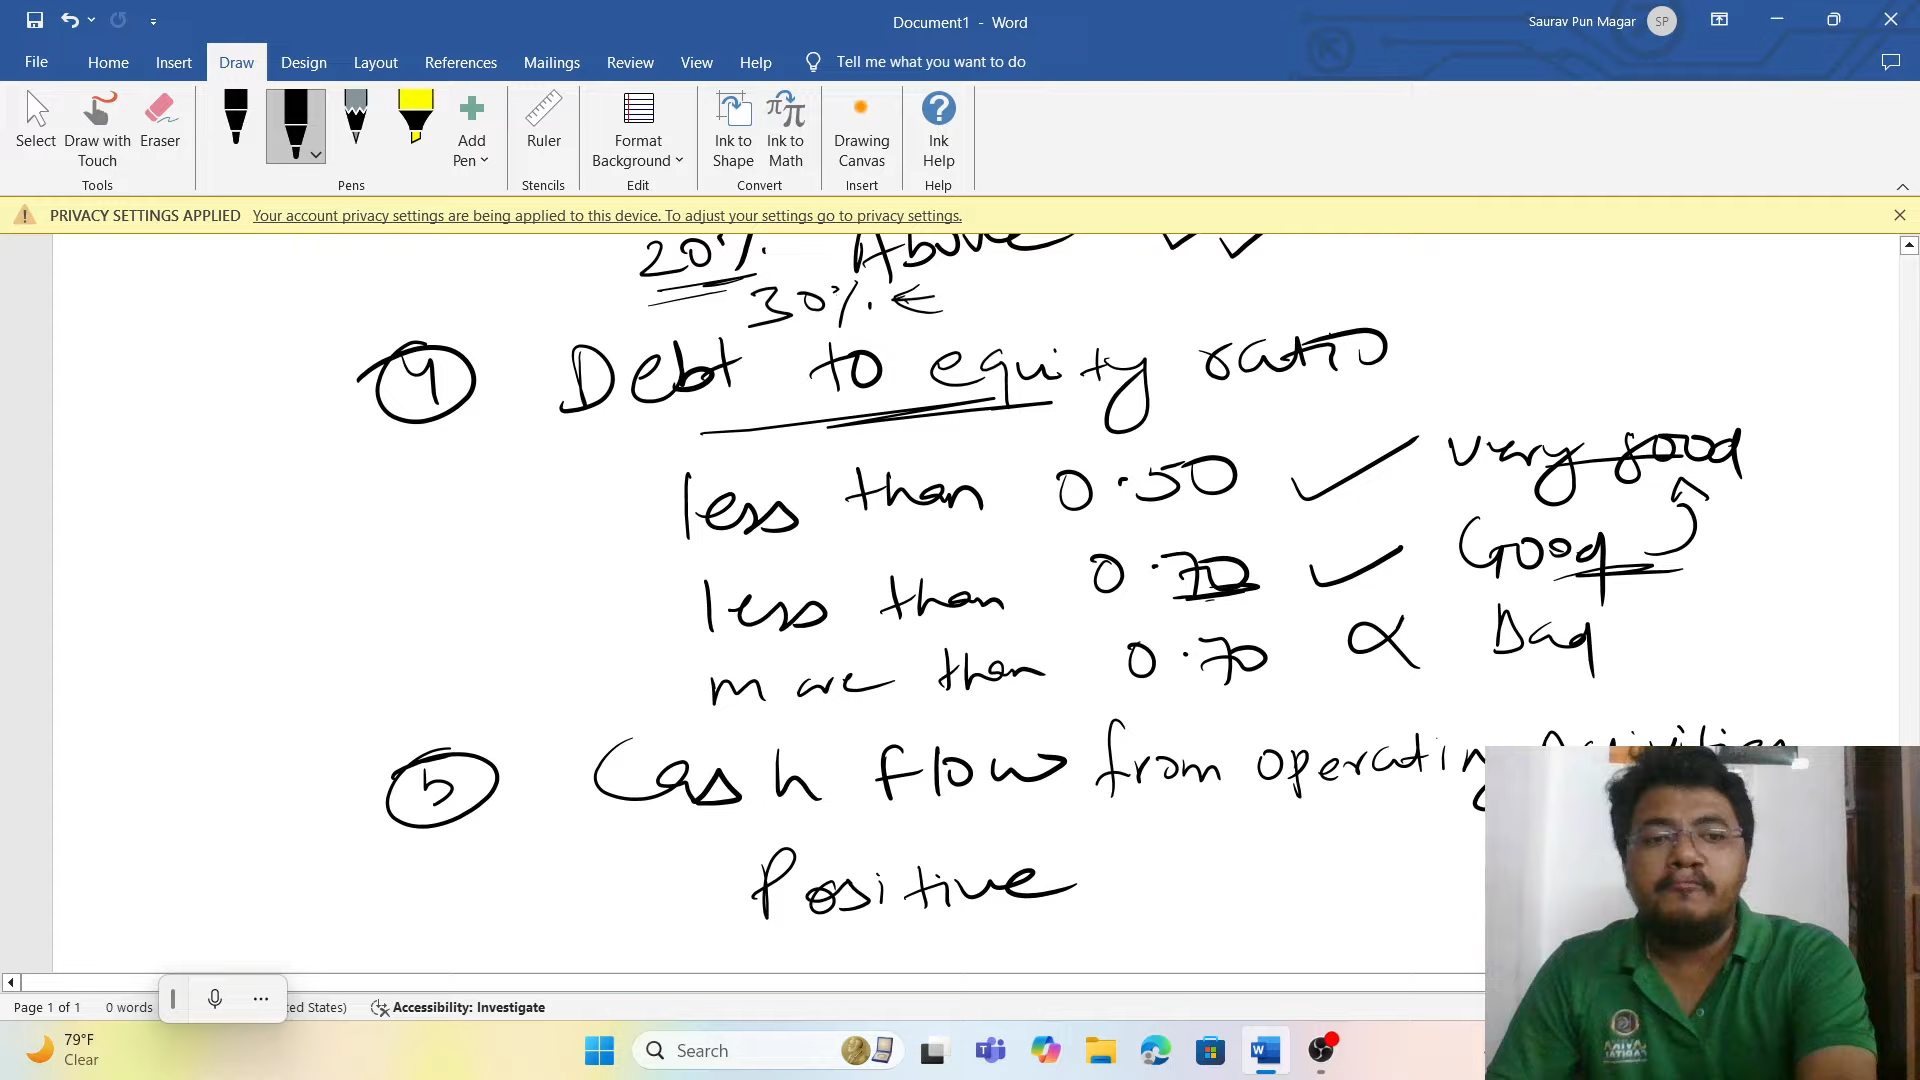 Document1 - Word
Saurav Pun Magar SP
File Home Insert Draw Design Layout References Mailings Review View Help Tell me what you want to do
Select Draw with Touch Eraser Add Pen Ruler Format Background Ink to Shape Ink to Math Drawing Canvas Ink Help
Tools Pens Stencils Edit Convert Insert Help
PRIVACY SETTINGS APPLIED Your account privacy settings are being applied to this device. To adjust your settings go to privacy settings.
20% Above
30% ←
4 Debt to equity ratio
less than 0.50 ✓ very good
less than 0.70 ✓ Good
more than 0.70 Bad
5 Cash flow from operating
Positive
Page 1 of 1 0 words ted States) Accessibility: Investigate
79°F
Clear
Search